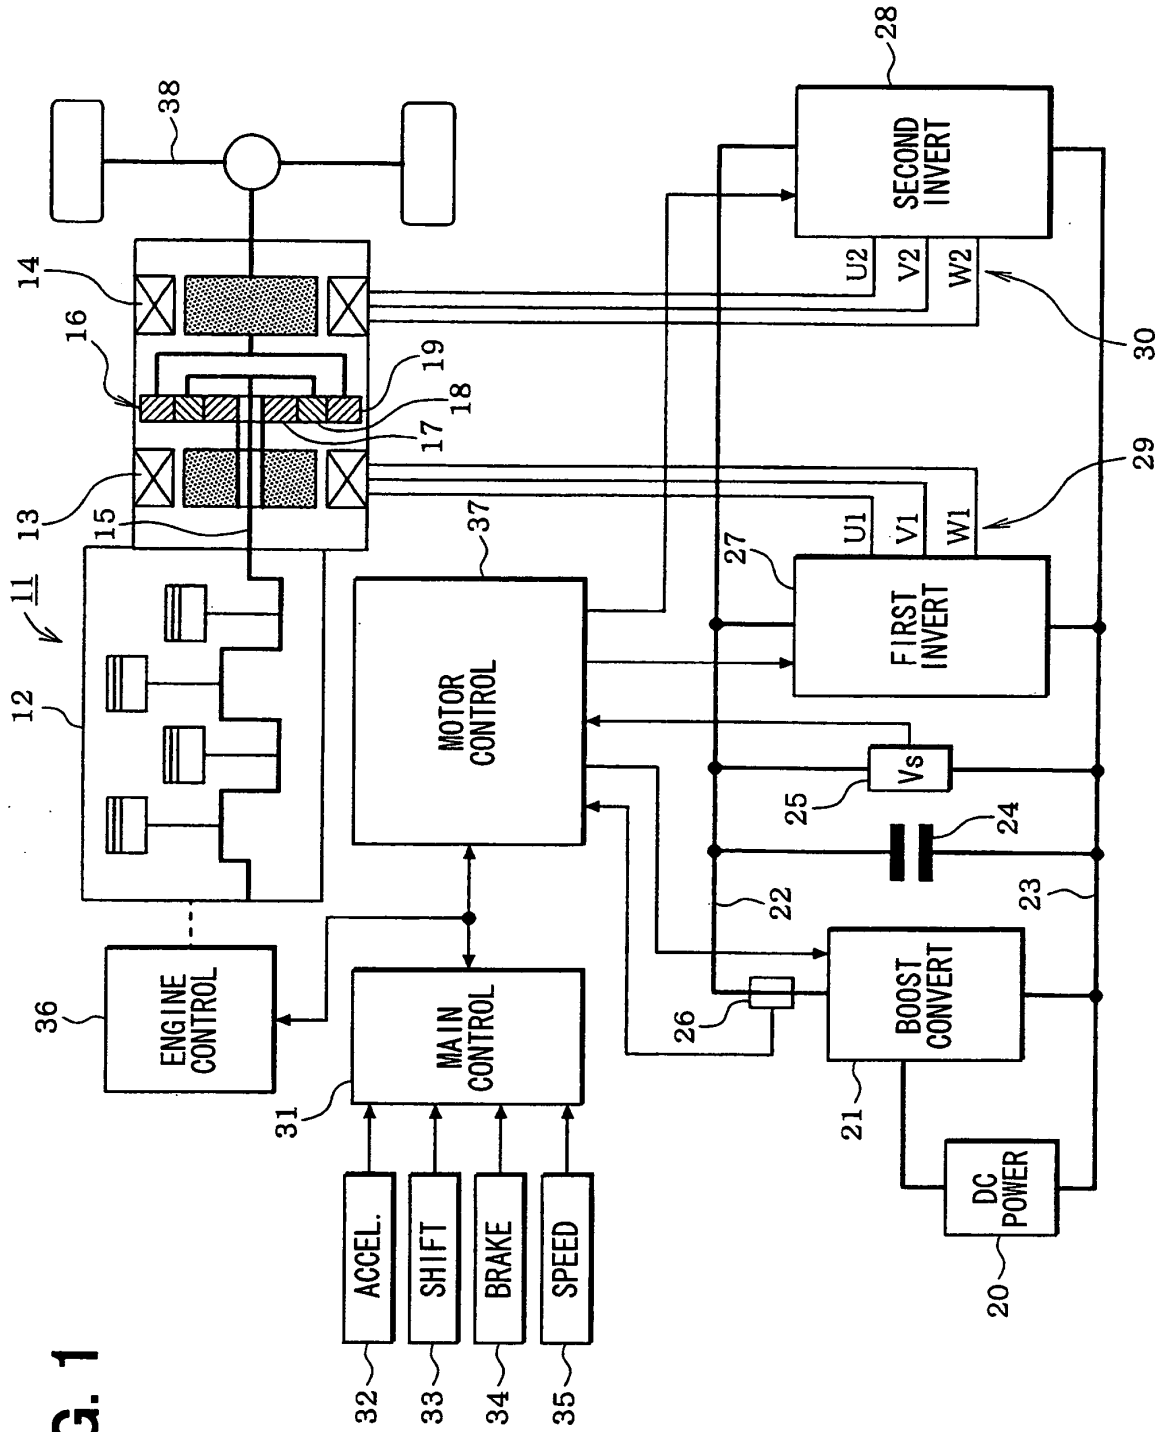 G. 1
11
12
13
14
15
16
17
18
19
38
36
ENGINE
CONTROL
31
MAIN
CONTROL
37
MOTOR
CONTROL
32
ACCEL.
33
SHIFT
34
BRAKE
35
SPEED
20
DC
POWER
21
BOOST
CONVERT
26
22
23
24
25
Vs
27
FIRST
INVERT
U1
V1
W1
29
28
SECOND
INVERT
U2
V2
W2
30